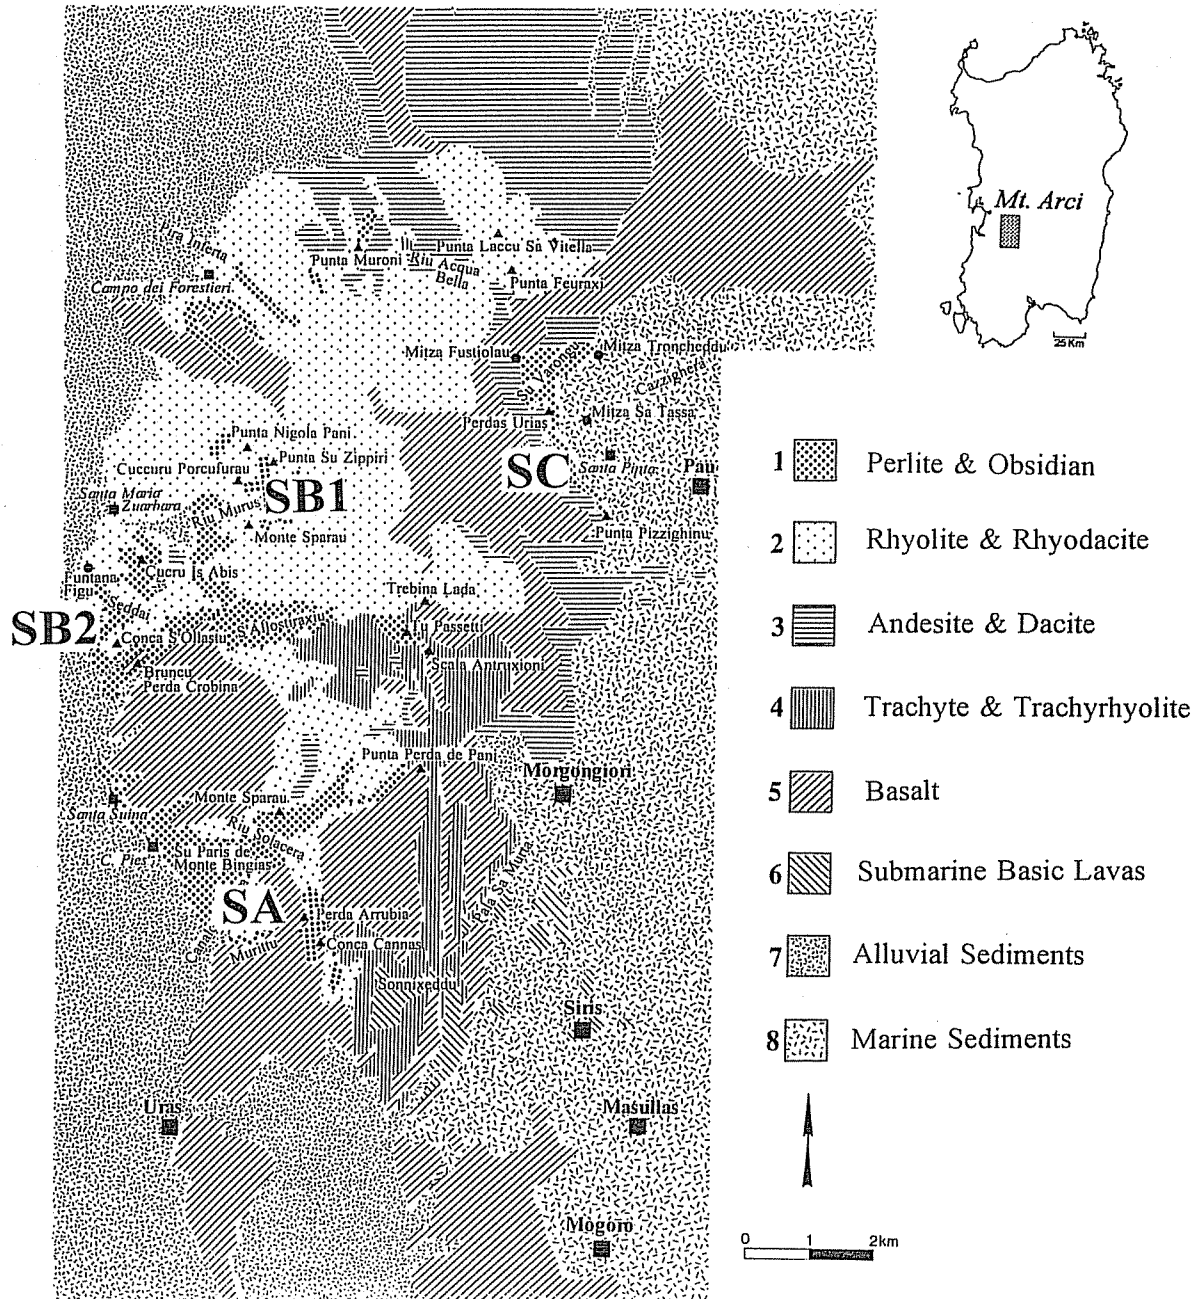 Mt. Arci
25 Km
Pira Inferta
Punta Laccu Sa Vitella
Punta Muroni
Riu Acqua
Bella
Campo dei Forestieri
Punta Feuraxi
Mitza Fustiolau
Mitza Troncheddu
Su Varongu
Cazzighera
Perdas Urias
Mitza Sa Tassa
Punta Nigola Pani
Cuccuru Porcufurau
Punta Su Zippiri
SC
Santa Pinta
Pau
SB1
Santa Maria
Zuarbara
Riu Murus
Monte Sparau
Punta Pizzighinu
Funtana
Figu
Cucru Is Abis
Seddai
Trebina Lada
SB2
Conca S'Ollastu
S'Allostraxiu
Tu Passetti
Scala Antruxioni
Bruncu
Perda Crobina
Punta Perda de Pani
Morgongiori
Santa Suina
Monte Sparau
Riu Solacera
C. Pies
Su Paris de
Monte Bingias
SA
Perda Arrubia
Conca Cannas
Canal
Murutu
Sonnixeddu
Siris
Uras
Masullas
Mogoro
1 Perlite & Obsidian
2 Rhyolite & Rhyodacite
3 Andesite & Dacite
4 Trachyte & Trachyrhyolite
5 Basalt
6 Submarine Basic Lavas
7 Alluvial Sediments
8 Marine Sediments
0 1 2km